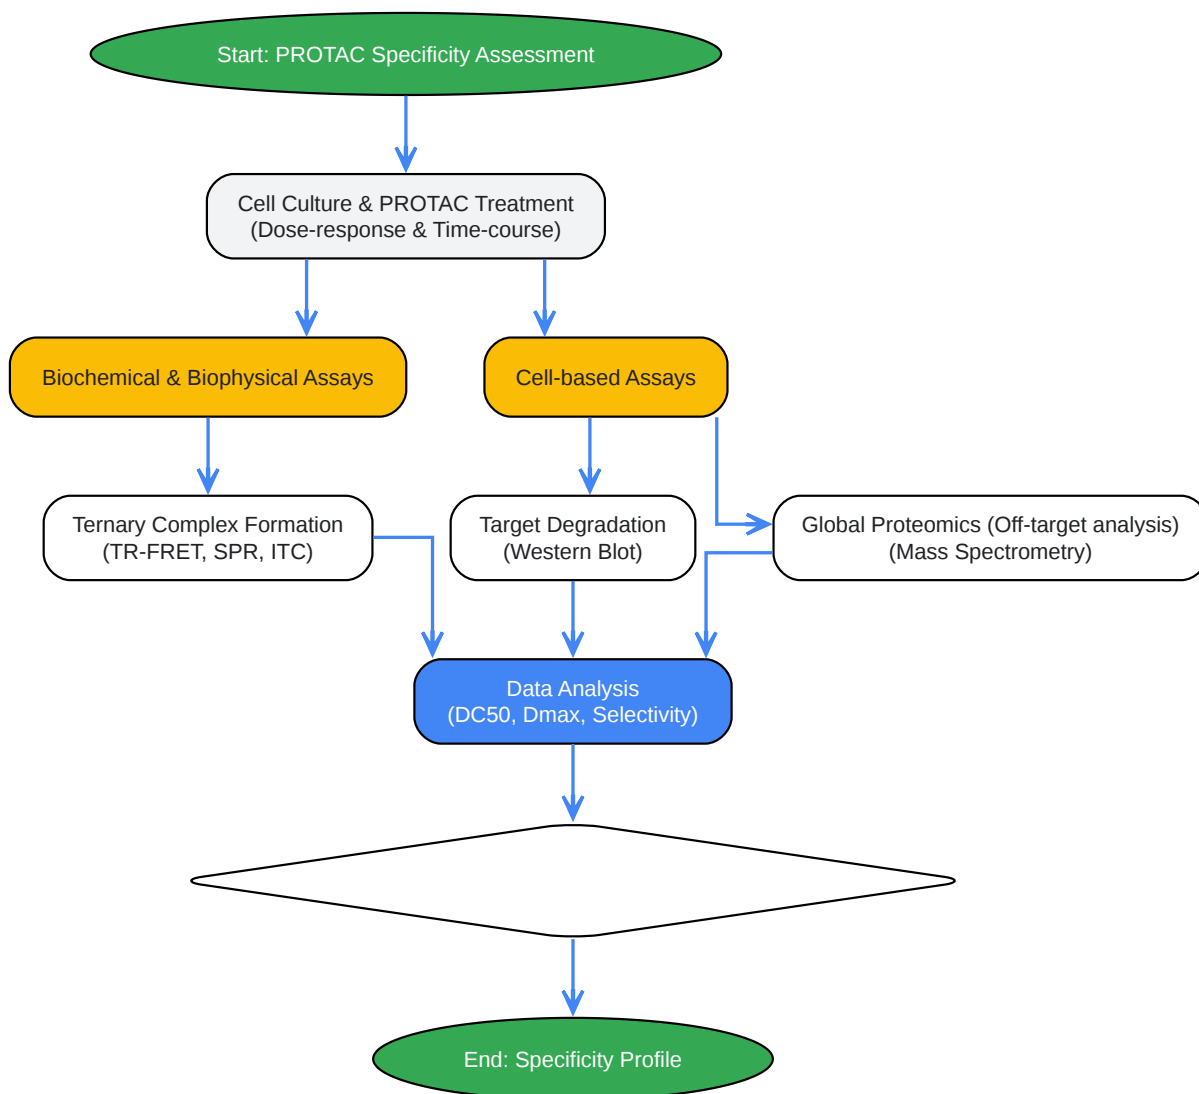 Start: PROTAC Specificity Assessment
Cell Culture & PROTAC Treatment
(Dose-response & Time-course)
Biochemical & Biophysical Assays
Cell-based Assays
Ternary Complex Formation
(TR-FRET, SPR, ITC)
Target Degradation
(Western Blot)
Global Proteomics (Off-target analysis)
(Mass Spectrometry)
Data Analysis
(DC50, Dmax, Selectivity)
End: Specificity Profile